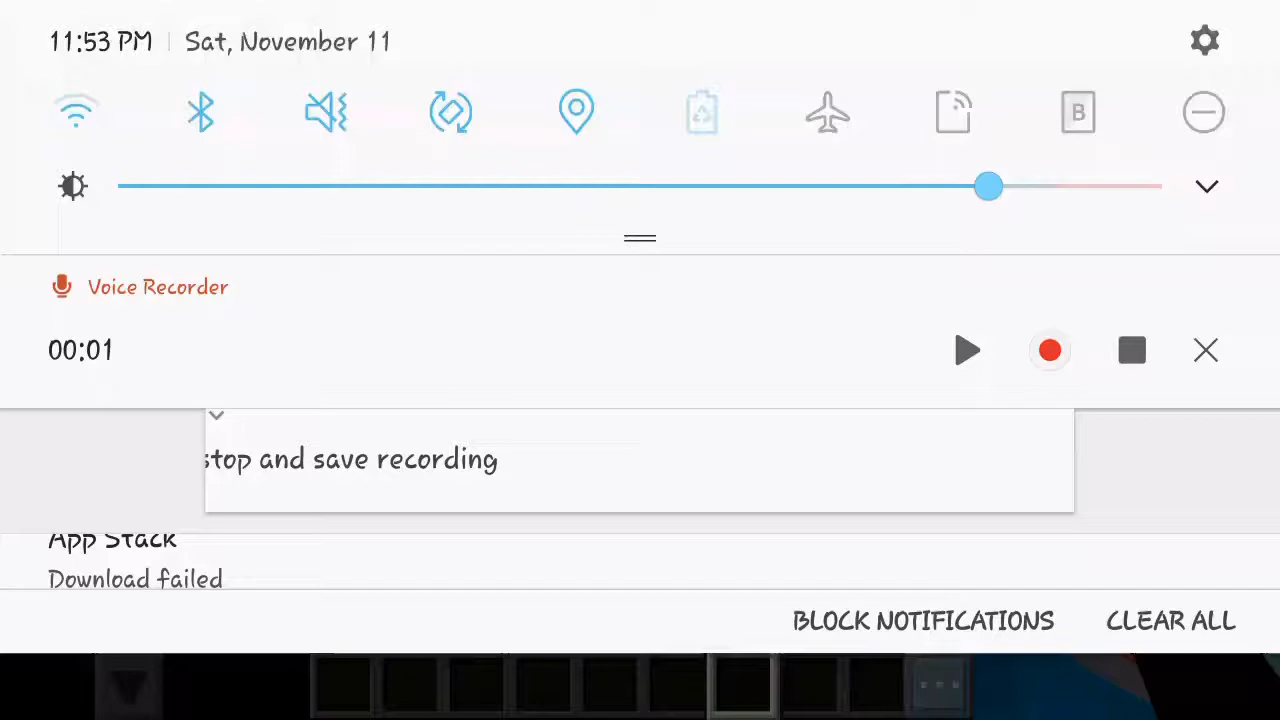 11:53 PM | Sat, November 11
B
Voice Recorder
00:01
stop and save recording
App Stack
Download failed
BLOCK NOTIFICATIONS CLEAR ALL